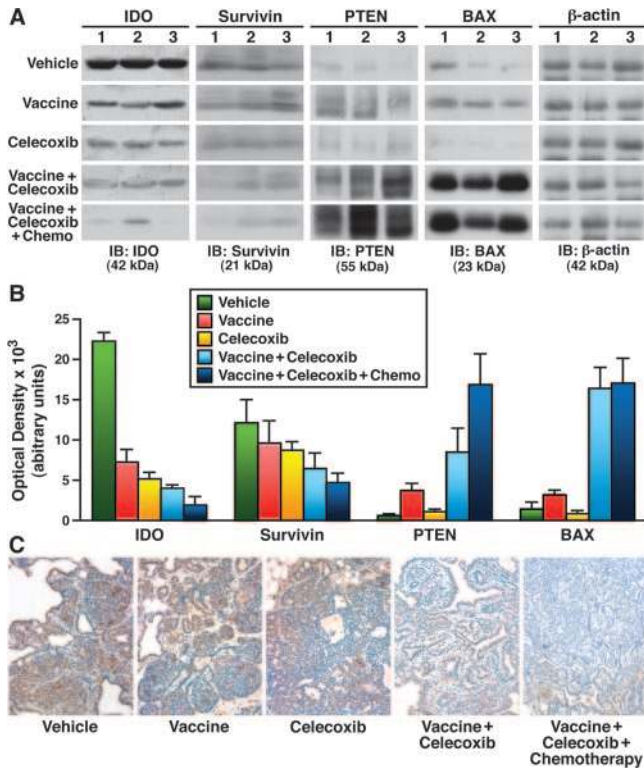 A
IDO Survivin PTEN BAX β-actin
1 2 3 1 2 3 1 2 3 1 2 3 1 2 3
Vehicle
Vaccine
Celecoxib
Vaccine +
Celecoxib
Vaccine +
Celecoxib
+ Chemo
IB: IDO IB: Survivin IB: PTEN IB: BAX IB: β-actin
(42 kDa) (21 kDa) (55 kDa) (23 kDa) (42 kDa)
B
Optical Density x 10³
(abitrary units)
25
20
15
10
5
0
Vehicle
Vaccine
Celecoxib
Vaccine+Celecoxib
Vaccine+Celecoxib+Chemo
IDO Survivin PTEN BAX
C
Vehicle Vaccine Celecoxib Vaccine+ Vaccine+
Celecoxib Celecoxib+
Chemotherapy